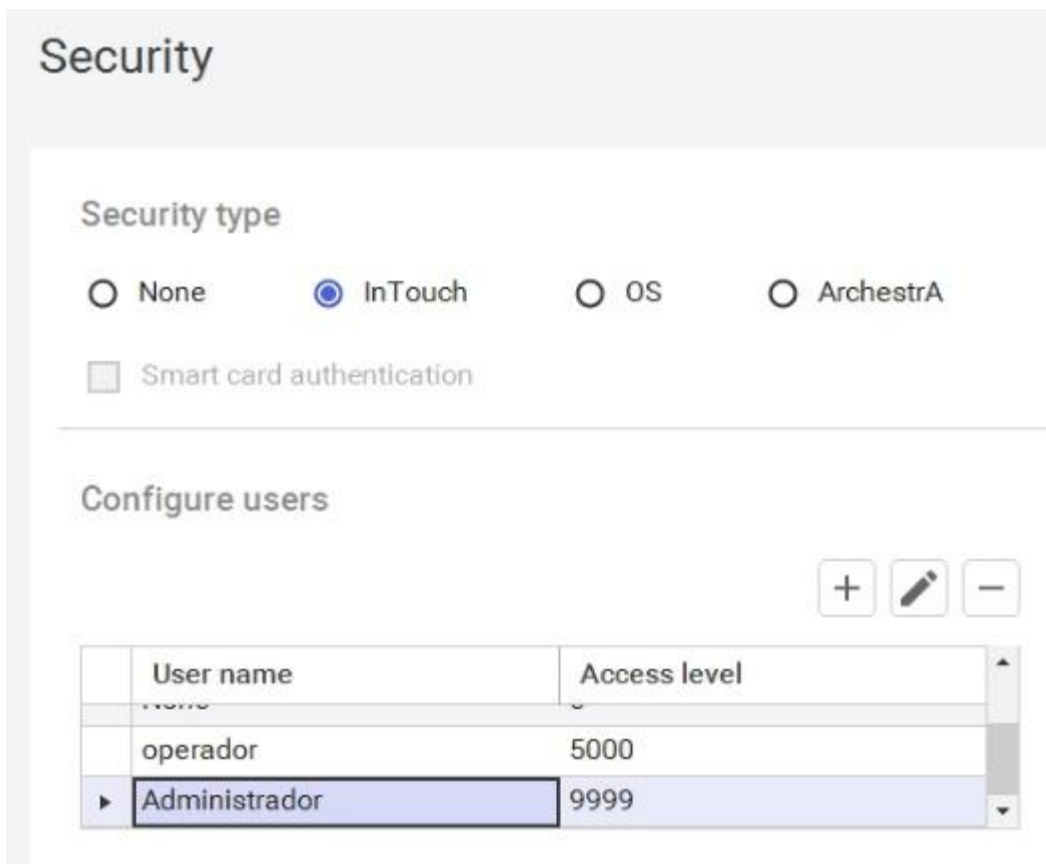 Security
Security type
None InTouch OS ArchestrA
Smart card authentication
Configure users
User name Access level
operador 5000
Administrador 9999